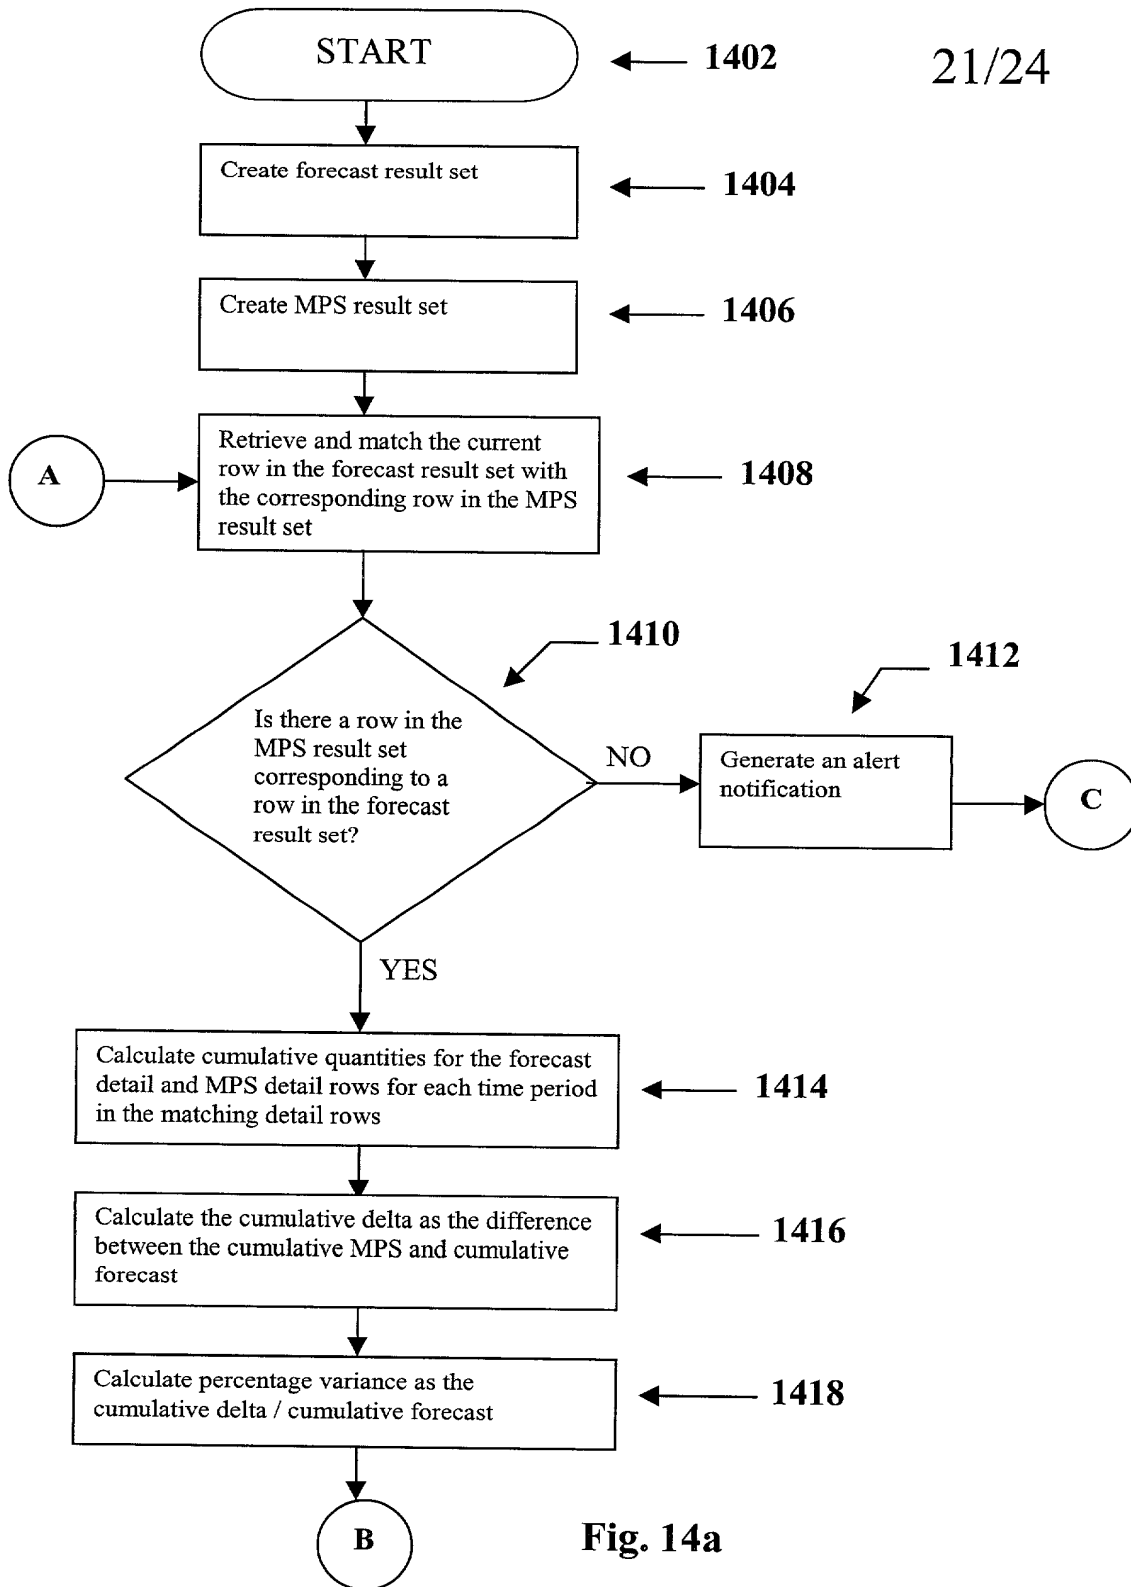 START
1402
21/24
Create forecast result set
1404
Create MPS result set
1406
A
Retrieve and match the current
row in the forecast result set with
the corresponding row in the MPS
result set
1408
1410
1412
Is there a row in the
MPS result set
corresponding to a
row in the forecast
result set?
NO
Generate an alert
notification
C
YES
Calculate cumulative quantities for the forecast
detail and MPS detail rows for each time period
in the matching detail rows
1414
Calculate the cumulative delta as the difference
between the cumulative MPS and cumulative
forecast
1416
Calculate percentage variance as the
cumulative delta / cumulative forecast
1418
B
Fig. 14a